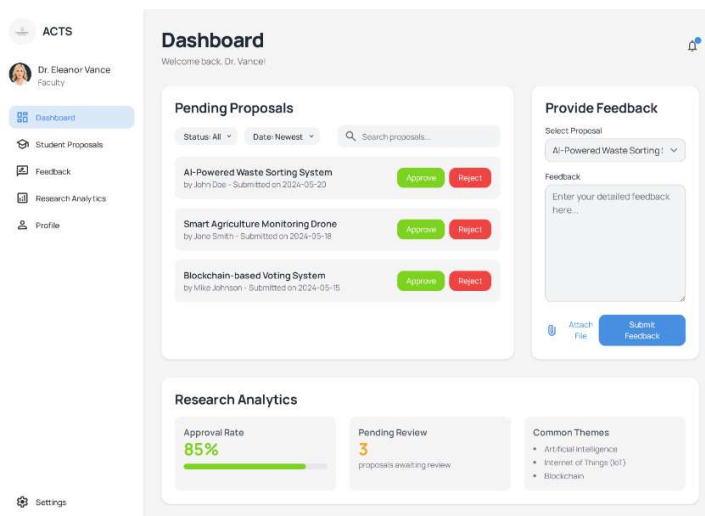 ACTS
Dr. Eleanor Vance
Faculty
Dashboard
Student Proposals
Feedback
Research Analytics
Profile
Settings
Dashboard
Welcome back, Dr. Vance!
Pending Proposals
Status: All
Date: Newest
Search proposals...
AI-Powered Waste Sorting System
by John Doe - Submitted on 2024-05-20
Approve
Reject
Smart Agriculture Monitoring Drone
by Jane Smith - Submitted on 2024-05-18
Approve
Reject
Blockchain-based Voting System
by Mike Johnson - Submitted on 2024-05-15
Approve
Reject
Provide Feedback
Select Proposal
AI-Powered Waste Sorting S
Feedback
Enter your detailed feedback
here...
Attach
File
Submit
Feedback
Research Analytics
Approval Rate
85%
Pending Review
3
proposals awaiting review
Common Themes
• Artificial Intelligence
• Internet of Things (IoT)
• Blockchain